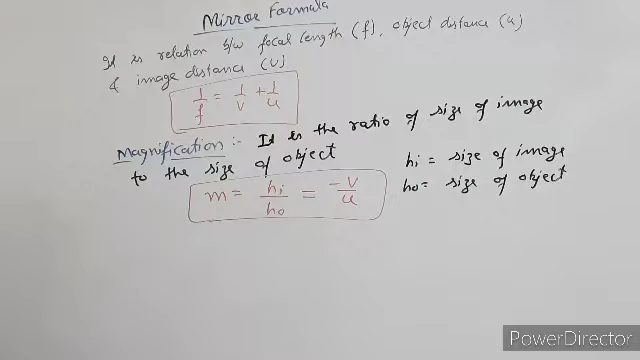 Mirror Formula
It is relation b/w focal length (f), object distance (u)
& image distance (v)
1/f = 1/v + 1/u
Magnification :- It is the ratio of size of image
to the size of object
hi = size of image
m = hi/ho = -v/u
ho = size of object
PowerDirector